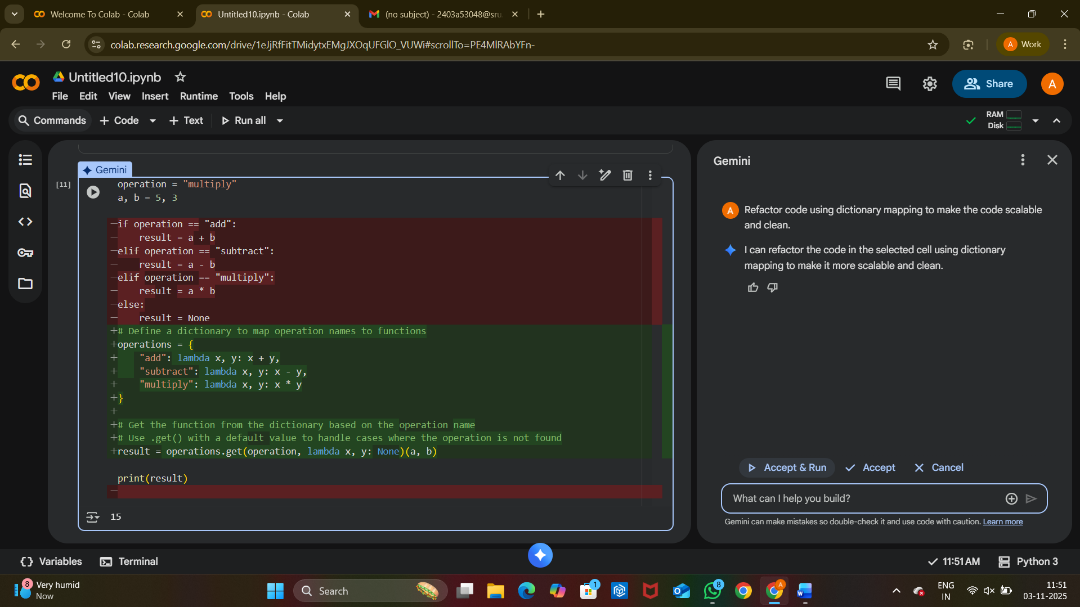 Welcome To Colab - Colab
Untitled10.ipynb - Colab
(no subject) - 2403a53048@sru
colab.research.google.com/drive/1eJjRfFitTMidytxEMgJXOqUFGlO_VUWi#scrollTo=PE4MlRAbYFn-
A Work
Untitled10.ipynb
File Edit View Insert Runtime Tools Help
Share
A
Commands + Code + Text Run all
RAM
Disk
Gemini
[11]
operation = "multiply"
a, b = 5, 3
—if operation == "add":
— result = a + b
—elif operation == "subtract":
— result = a - b
—elif operation == "multiply":
— result = a * b
—else:
— result = None
+# Define a dictionary to map operation names to functions
+operations = {
+ "add": lambda x, y: x + y,
+ "subtract": lambda x, y: x - y,
+ "multiply": lambda x, y: x * y
+}
+
+# Get the function from the dictionary based on the operation name
+# Use .get() with a default value to handle cases where the operation is not found
+result = operations.get(operation, lambda x, y: None)(a, b)
print(result)
—
15
Gemini
A
Refactor code using dictionary mapping to make the code scalable
and clean.
I can refactor the code in the selected cell using dictionary
mapping to make it more scalable and clean.
Accept & Run Accept Cancel
What can I help you build?
Gemini can make mistakes so double-check it and use code with caution. Learn more
Variables Terminal
11:51 AM Python 3
8
Very humid
Now
Search
1
8
A
ENG
IN
11:51
03-11-2025